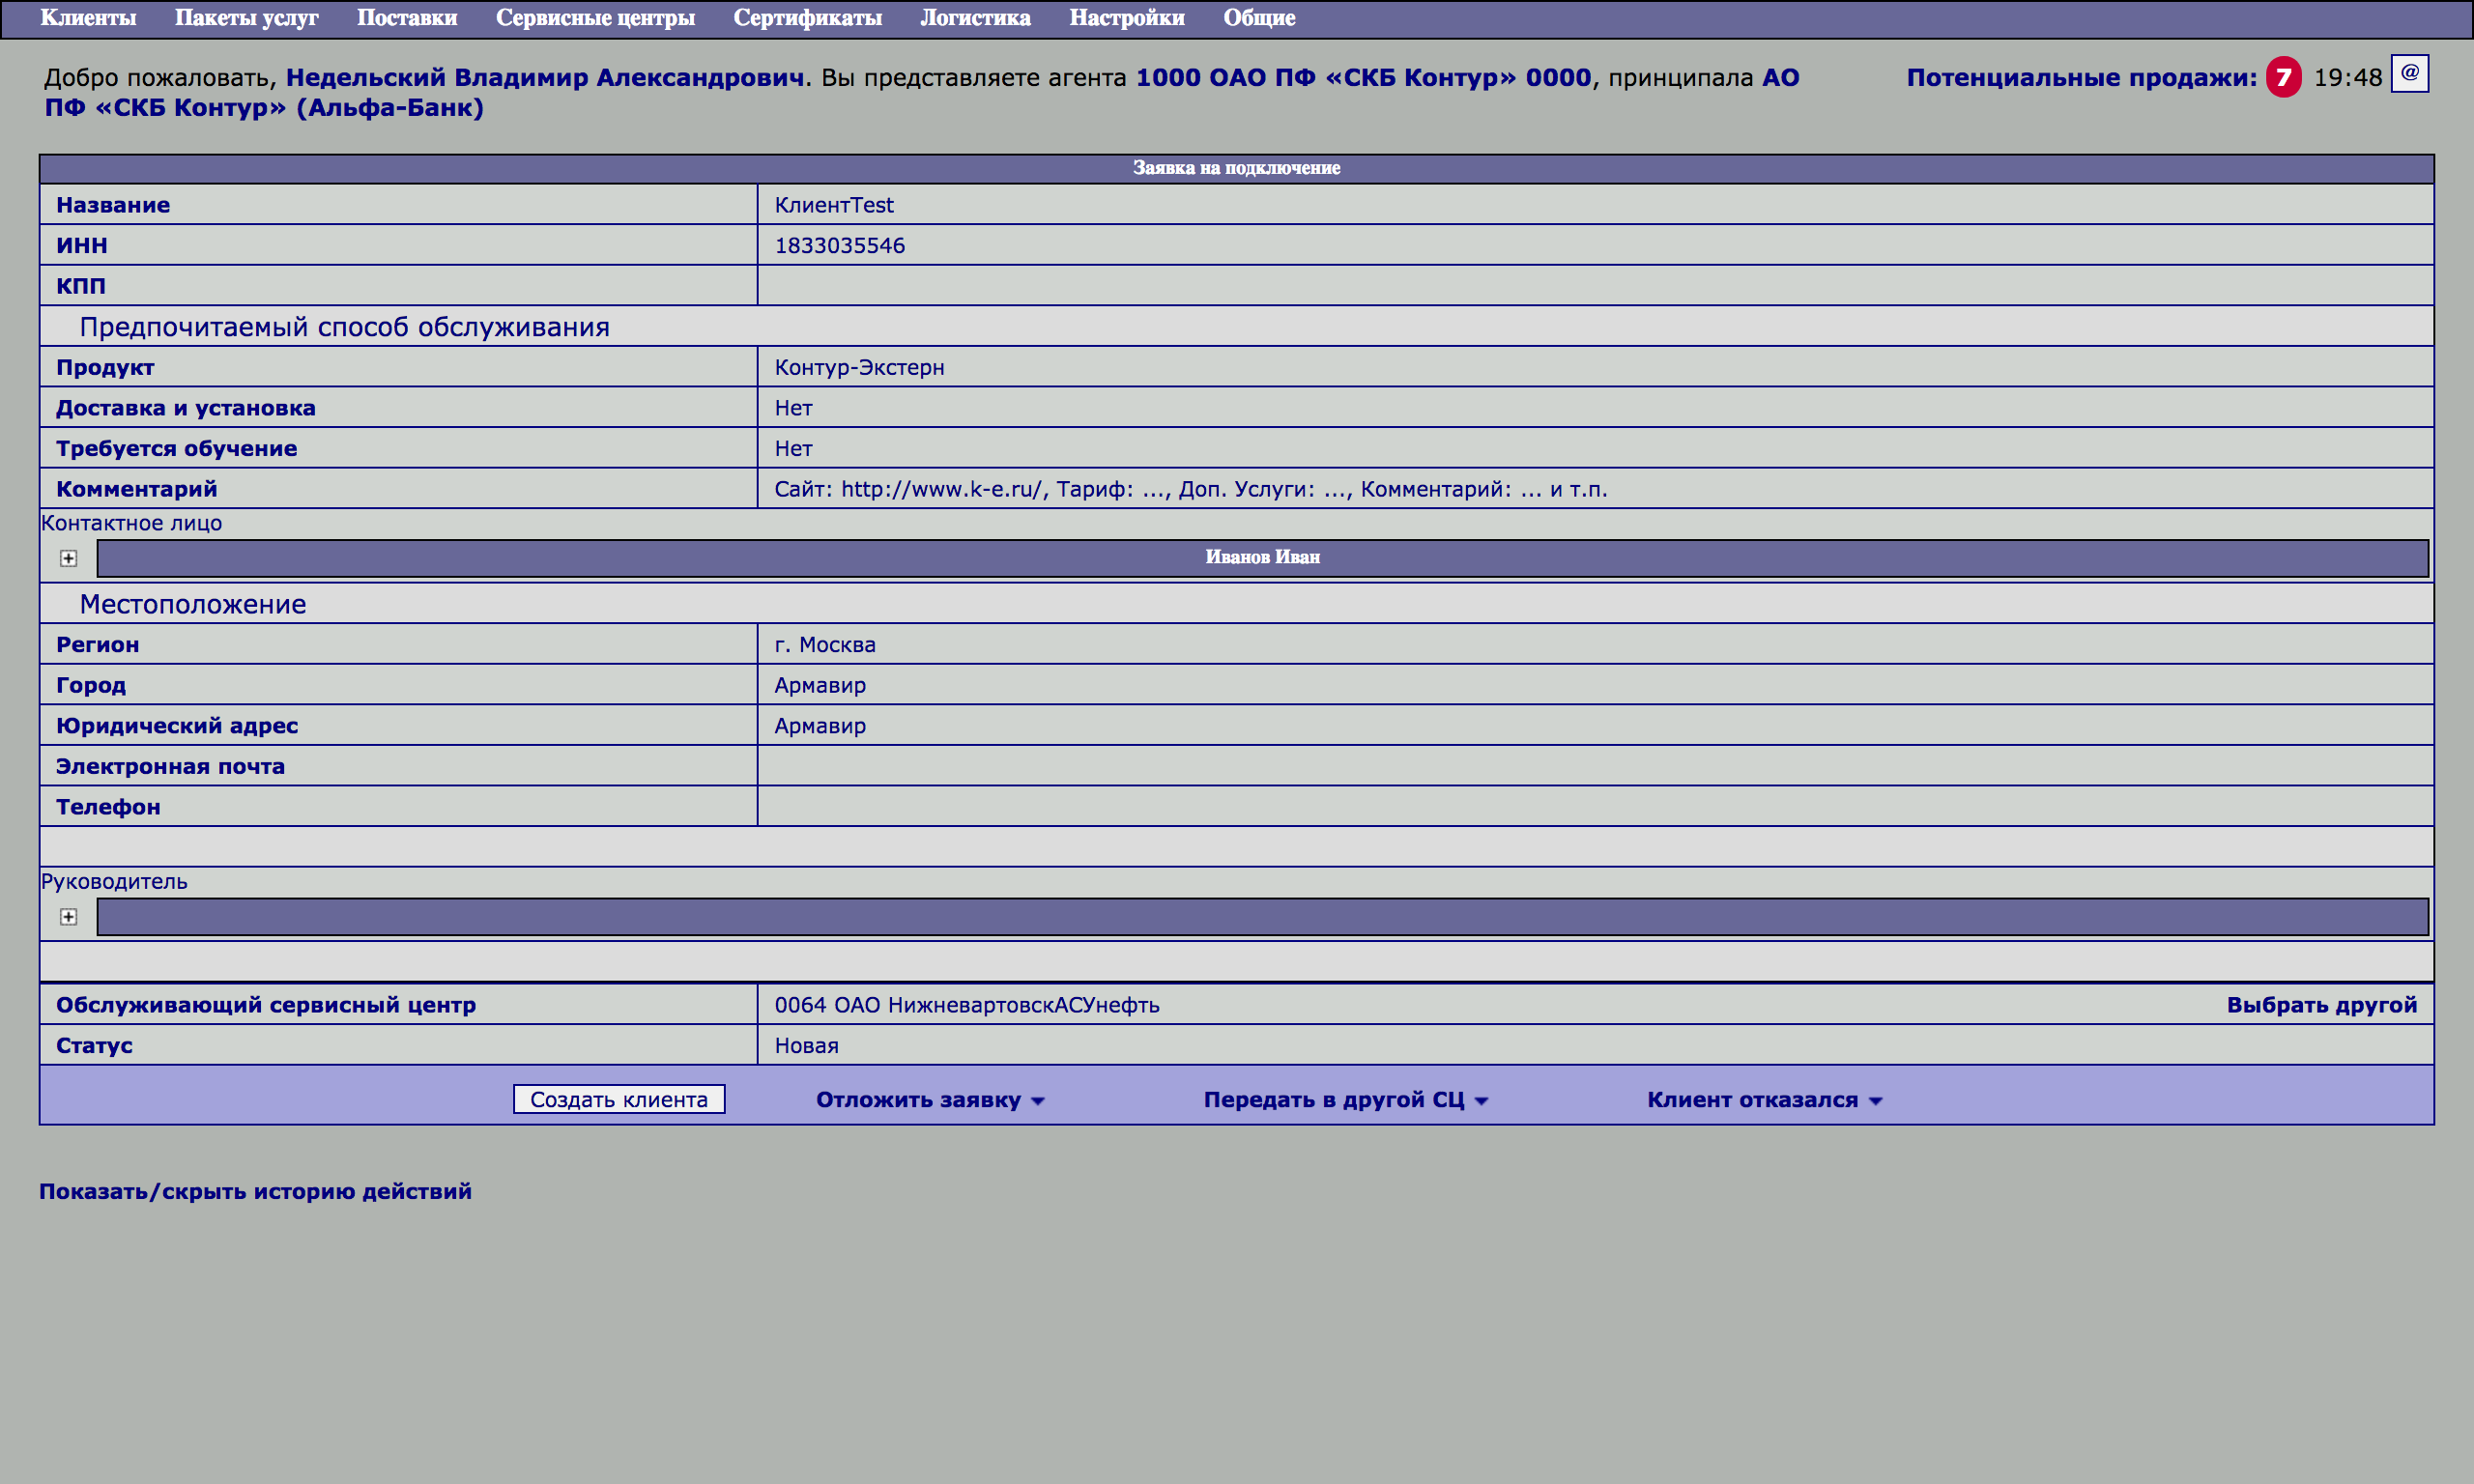 Клиенты Пакеты услуг Поставки Сервисные центры Сертификаты Логистика Настройки Общие
Добро пожаловать, Недельский Владимир Александрович. Вы представляете агента 1000 ОАО ПФ «СКБ Контур» 0000, принципала АО
ПФ «СКБ Контур» (Альфа-Банк)
Потенциальные продажи: 7 19:48 @
Заявка на подключение
Название КлиентTest
ИНН 1833035546
КПП
Предпочитаемый способ обслуживания
Продукт Контур-Экстерн
Доставка и установка Нет
Требуется обучение Нет
Комментарий Сайт: http://www.k-e.ru/, Тариф: ..., Доп. Услуги: ..., Комментарий: ... и т.п.
Контактное лицо
Иванов Иван
Местоположение
Регион г. Москва
Город Армавир
Юридический адрес Армавир
Электронная почта
Телефон
Руководитель
Обслуживающий сервисный центр 0064 ОАО НижневартовскАСУнефть Выбрать другой
Статус Новая
Создать клиента Отложить заявку Передать в другой СЦ Клиент отказался
Показать/скрыть историю действий